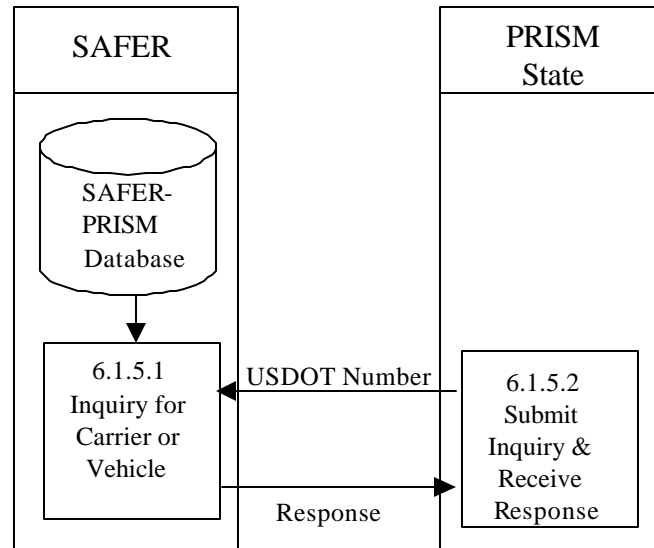 SAFER
PRISM
State
SAFER-
PRISM
Database
6.1.5.1
Inquiry for
Carrier or
Vehicle
USDOT Number
6.1.5.2
Submit
Inquiry &
Receive
Response
Response